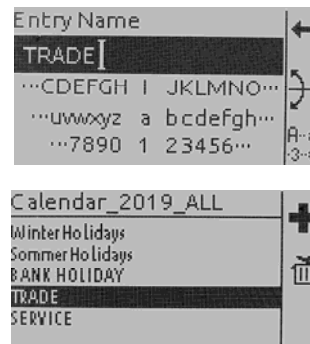 Entry Name
TRADE
...CDEFGH I JKLMNO...
...uvwxyz a bcdefgh...
...7890 1 23456...
A-a
-3-
Calendar_2019_ALL
Winter Holidays
Sommer Holidays
BANK HOLIDAY
TRADE
SERVICE